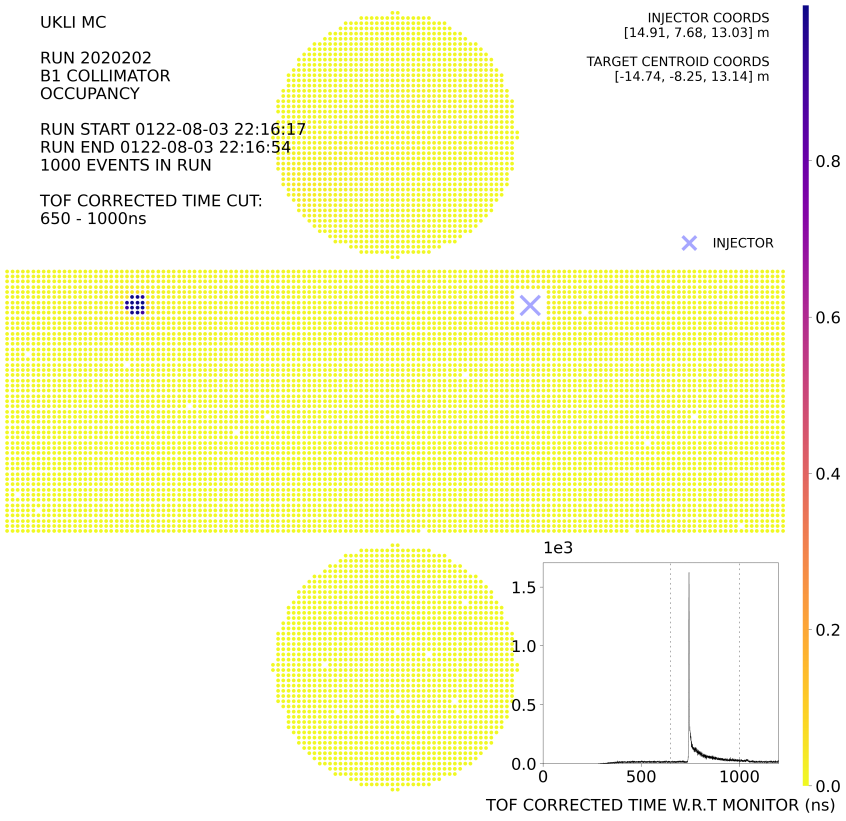 UKLI MC
RUN 2020202
B1 COLLIMATOR
OCCUPANCY
RUN START 0122-08-03 22:16:17
RUN END 0122-08-03 22:16:54
1000 EVENTS IN RUN
TOF CORRECTED TIME CUT:
650 - 1000ns
INJECTOR COORDS
[14.91, 7.68, 13.03] m
TARGET CENTROID COORDS
[-14.74, -8.25, 13.14] m
INJECTOR
0.8
0.6
0.4
0.2
0.0
1e3
1.5
1.0
0.5
0.0
0 500 1000
TOF CORRECTED TIME W.R.T MONITOR (ns)